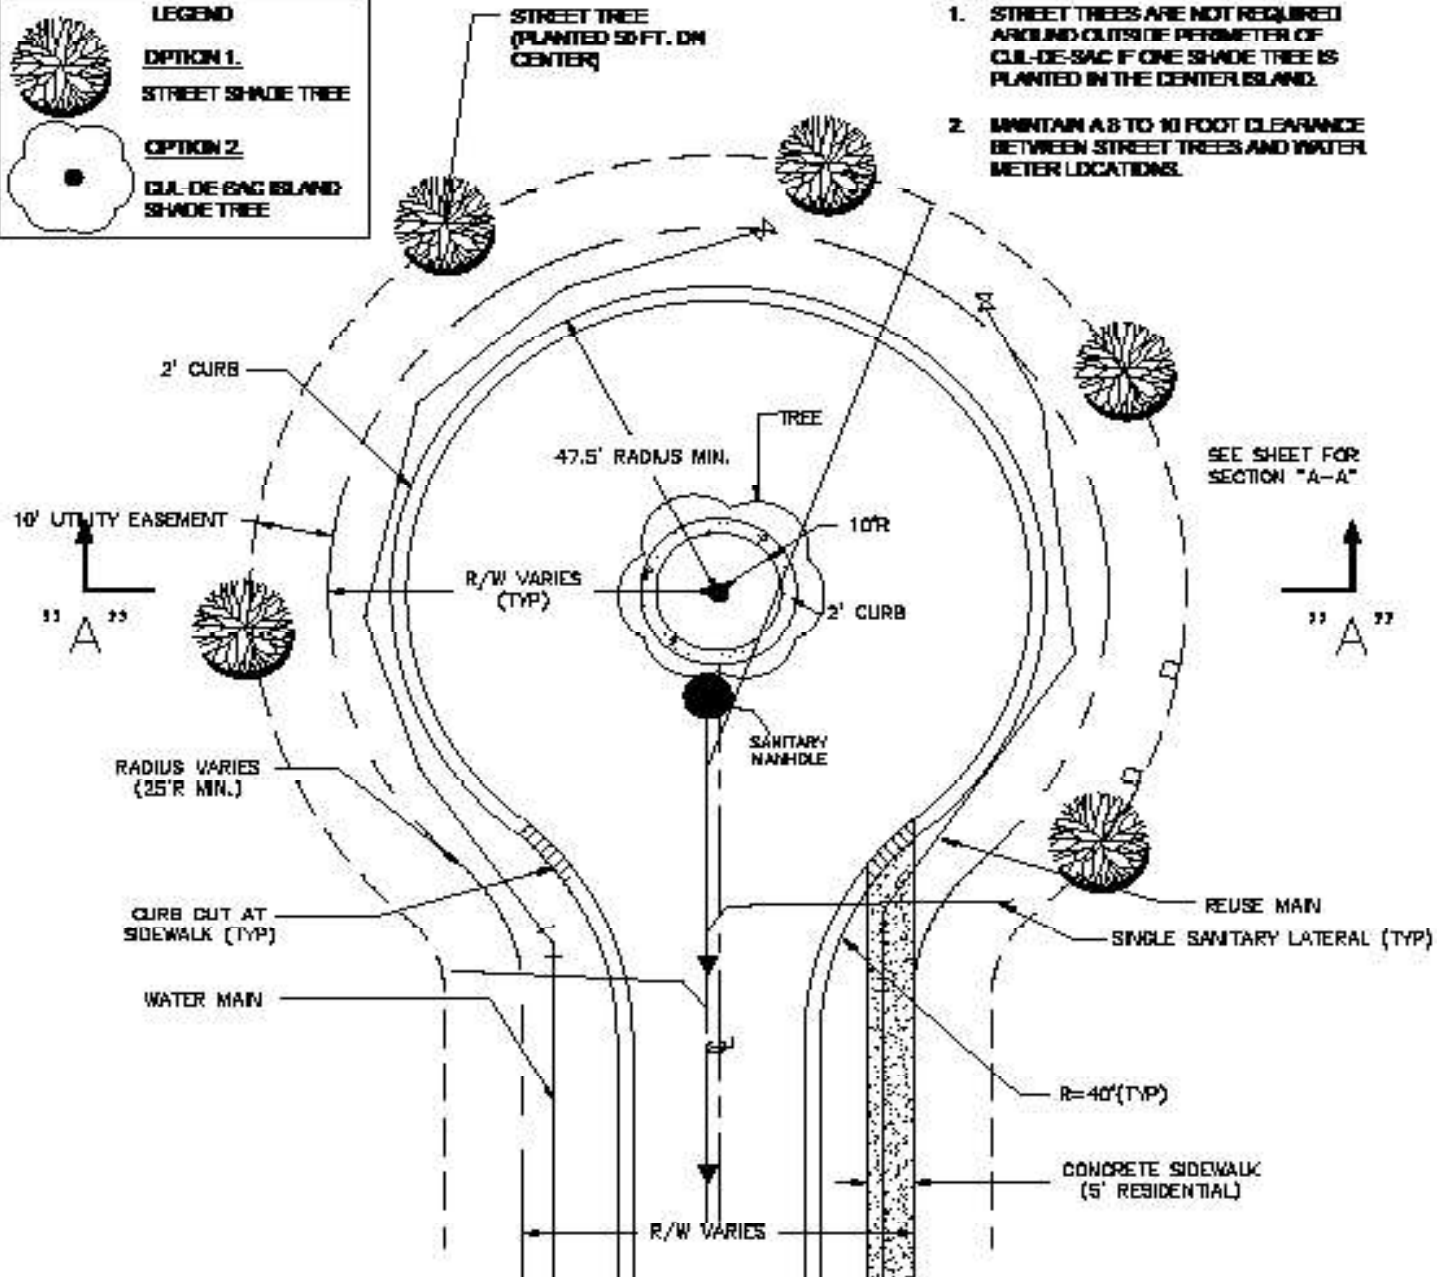 LEGEND
OPTION 1.
STREET SHADE TREE
OPTION 2.
CUL-DE-SAC ISLAND
SHADE TREE
STREET TREE
(PLANTED 50 FT. ON
CENTER)
1. STREET TREES ARE NOT REQUIRED
AROUND OUTSIDE PERIMETER OF
CUL-DE-SAC IF ONE SHADE TREE IS
PLANTED IN THE CENTER ISLAND.
2. MAINTAIN A 8 TO 10 FOOT CLEARANCE
BETWEEN STREET TREES AND WATER
METER LOCATIONS.
2' CURB
TREE
47.5' RADIUS MIN.
SEE SHEET FOR
SECTION "A-A"
10' UTILITY EASEMENT
10'R
R/W VARIES
(TYP)
2' CURB
"A"
"A"
SANITARY
MANHOLE
RADIUS VARIES
(25'R MIN.)
CURB CUT AT
SIDEWALK (TYP)
REUSE MAIN
SINGLE SANITARY LATERAL (TYP)
WATER MAIN
R=40'(TYP)
CONCRETE SIDEWALK
(5' RESIDENTIAL)
R/W VARIES